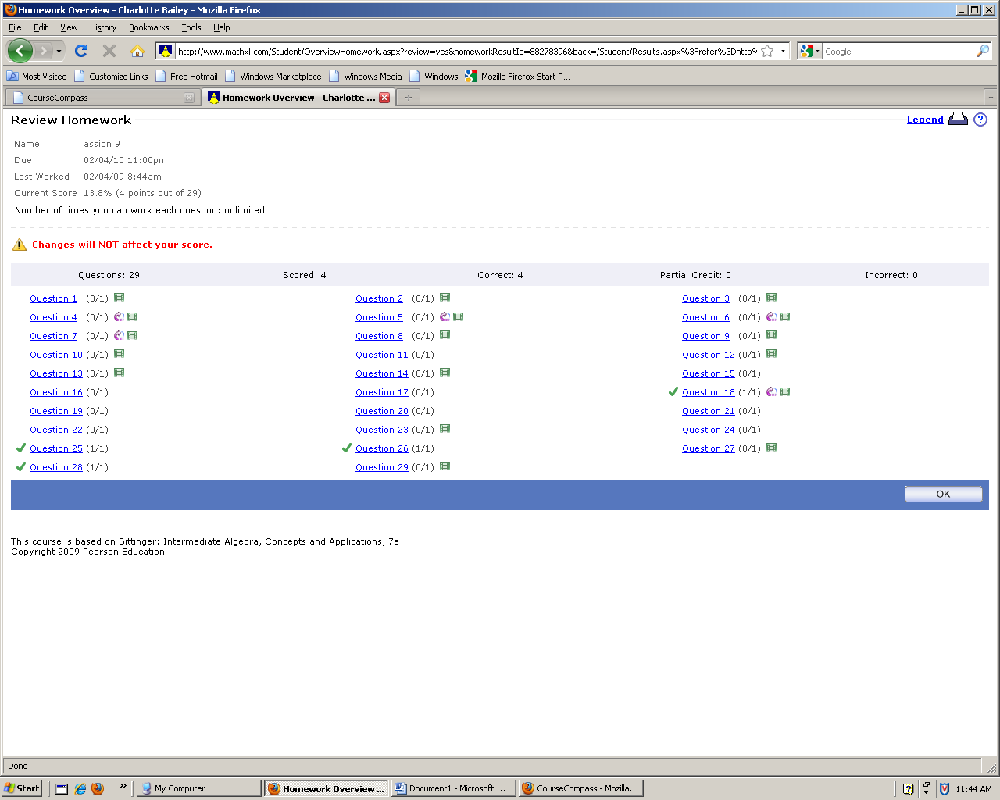 Homework Overview - Charlotte Bailey - Mozilla Firefox
File Edit View History Bookmarks Tools Help
http://www.mathxl.com/Student/OverviewHomework.aspx?review=yes&homeworkResultId=88278396&back=/Student/Results.aspx%3Frefer%3Dhttp% Google
Most Visited Customize Links Free Hotmail Windows Marketplace Windows Media Windows Mozilla Firefox Start P...
CourseCompass Homework Overview - Charlotte ...
Review Homework Legend ?
Name assign 9
Due 02/04/10 11:00pm
Last Worked 02/04/09 8:44am
Current Score 13.8% (4 points out of 29)
Number of times you can work each question: unlimited
Changes will NOT affect your score.
Questions: 29 Scored: 4 Correct: 4 Partial Credit: 0 Incorrect: 0
Question 1 (0/1) Question 2 (0/1) Question 3 (0/1)
Question 4 (0/1) Question 5 (0/1) Question 6 (0/1)
Question 7 (0/1) Question 8 (0/1) Question 9 (0/1)
Question 10 (0/1) Question 11 (0/1) Question 12 (0/1)
Question 13 (0/1) Question 14 (0/1) Question 15 (0/1)
Question 16 (0/1) Question 17 (0/1) Question 18 (1/1)
Question 19 (0/1) Question 20 (0/1) Question 21 (0/1)
Question 22 (0/1) Question 23 (0/1) Question 24 (0/1)
Question 25 (1/1) Question 26 (1/1) Question 27 (0/1)
Question 28 (1/1) Question 29 (0/1)
OK
This course is based on Bittinger: Intermediate Algebra, Concepts and Applications, 7e
Copyright 2009 Pearson Education
Done
Start » My Computer Homework Overview ... Document1 - Microsoft ... CourseCompass - Mozilla... 11:44 AM